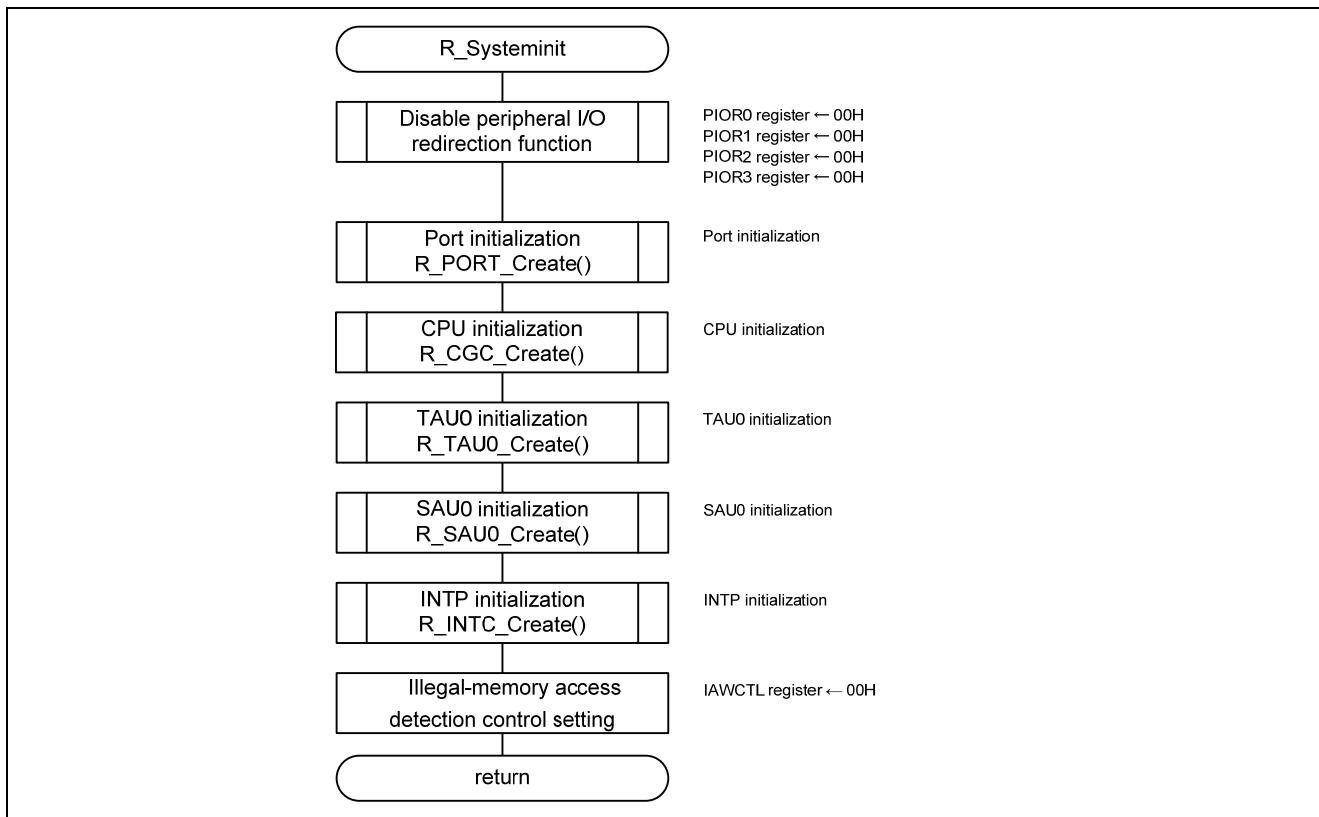 R_Systeminit
Disable peripheral I/O
redirection function
PIOR0 register ← 00H
PIOR1 register ← 00H
PIOR2 register ← 00H
PIOR3 register ← 00H
Port initialization
R_PORT_Create()
Port initialization
CPU initialization
R_CGC_Create()
CPU initialization
TAU0 initialization
R_TAU0_Create()
TAU0 initialization
SAU0 initialization
R_SAU0_Create()
SAU0 initialization
INTP initialization
R_INTC_Create()
INTP initialization
Illegal-memory access
detection control setting
IAWCTL register ← 00H
return